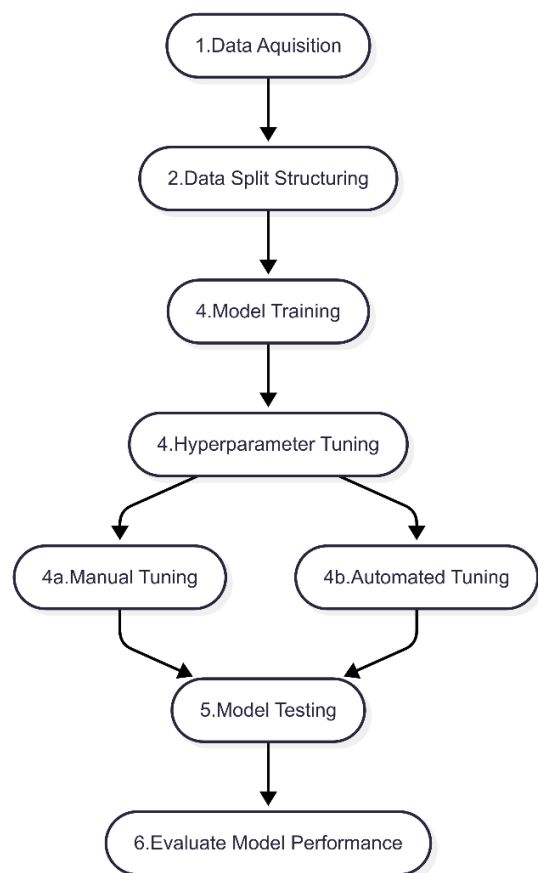 1.Data Aquisition
2.Data Split Structuring
4.Model Training
4.Hyperparameter Tuning
4a.Manual Tuning
4b.Automated Tuning
5.Model Testing
6.Evaluate Model Performance